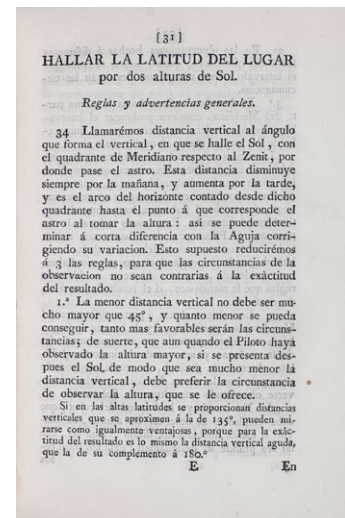 [31]
HALLAR LA LATITUD DEL LUGAR
por dos alturas de Sol.
Reglas y advertencias generales.
34 Llamarémos distancia vertical al ángulo
que forma el vertical, en que se halle el Sol, con
el quadrante de Meridiano respecto al Zenit, por
donde pase el astro. Esta distancia disminuye
siempre por la mañana, y aumenta por la tarde,
y es el arco del horizonte contado desde dicho
quadrante hasta el punto á que corresponde el
astro al tomar la altura: asi se puede deter-
minar á corta diferencia con la Aguja corri-
giendo su variacion. Esto supuesto reducirémos
á 3 las reglas, para que las circunstancias de la
observacion no sean contrarias á la exâctitud
del resultado.
1.ª La menor distancia vertical no debe ser mu-
cho mayor que 45°, y quanto menor se pueda
conseguir, tanto mas favorables serán las circuns-
tancias; de suerte, que aun quando el Piloto haya
observado la altura mayor, si se presenta des-
pues el Sol de modo que sea mucho menor la
distancia vertical, debe preferir la circunstancia
de observar la altura, que se le ofrece.
Si en las altas latitudes se proporcionan distancias
verticales que se aproximen á la de 135°, pueden mi-
rarse como igualmente ventajosas, porque para la exâc-
titud del resultado es lo mismo la distancia vertical aguda,
que la de su complemento á 180.°
E En